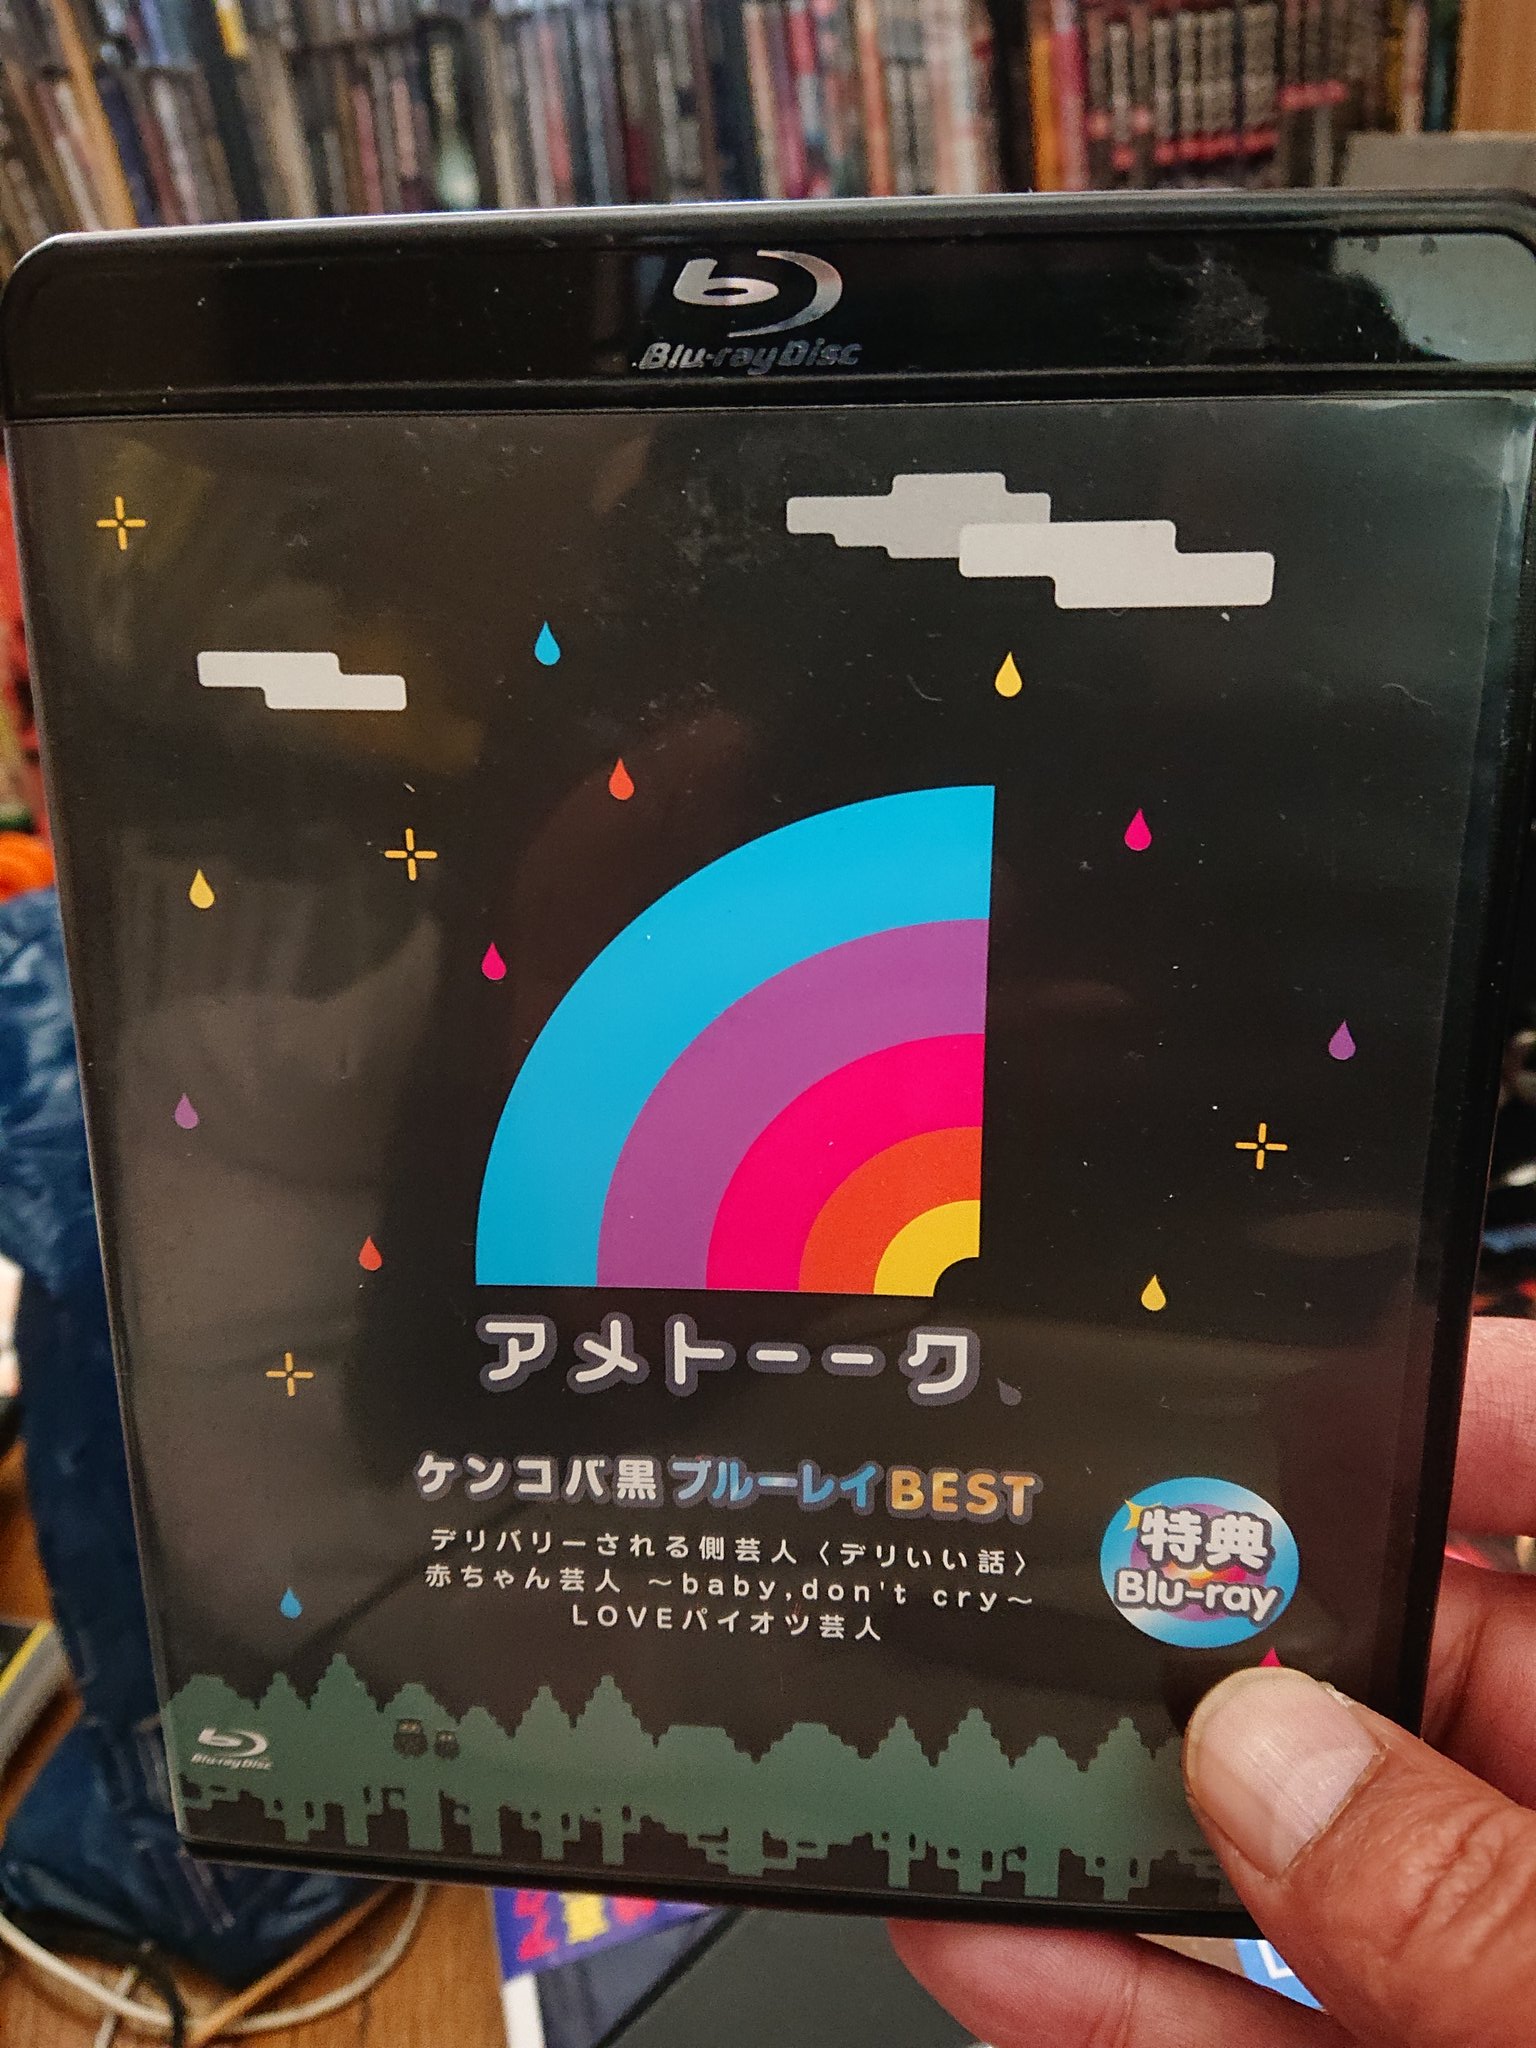 Blu-ray Disc
アメトーーク
ケンコバ黒ブルーレイBEST
デリバリーされる側芸人〈デリいい話〉
赤ちゃん芸人 〜baby,don't cry〜
LOVEパイオツ芸人
特典
Blu-ray
Blu-ray Disc